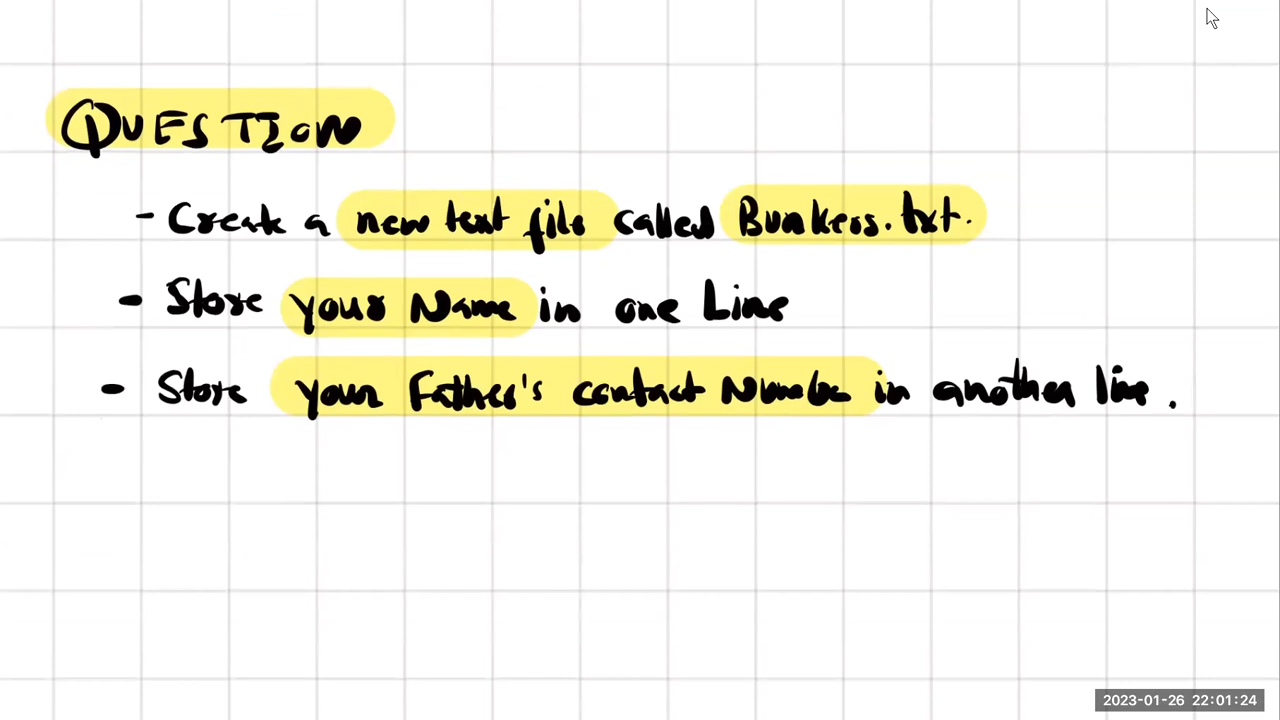 QUESTION
- Create a new text file called Bunkers.txt.
- Store your Name in one Line
- Store your Father's contact Number in another line.
2023-01-26 22:01:24